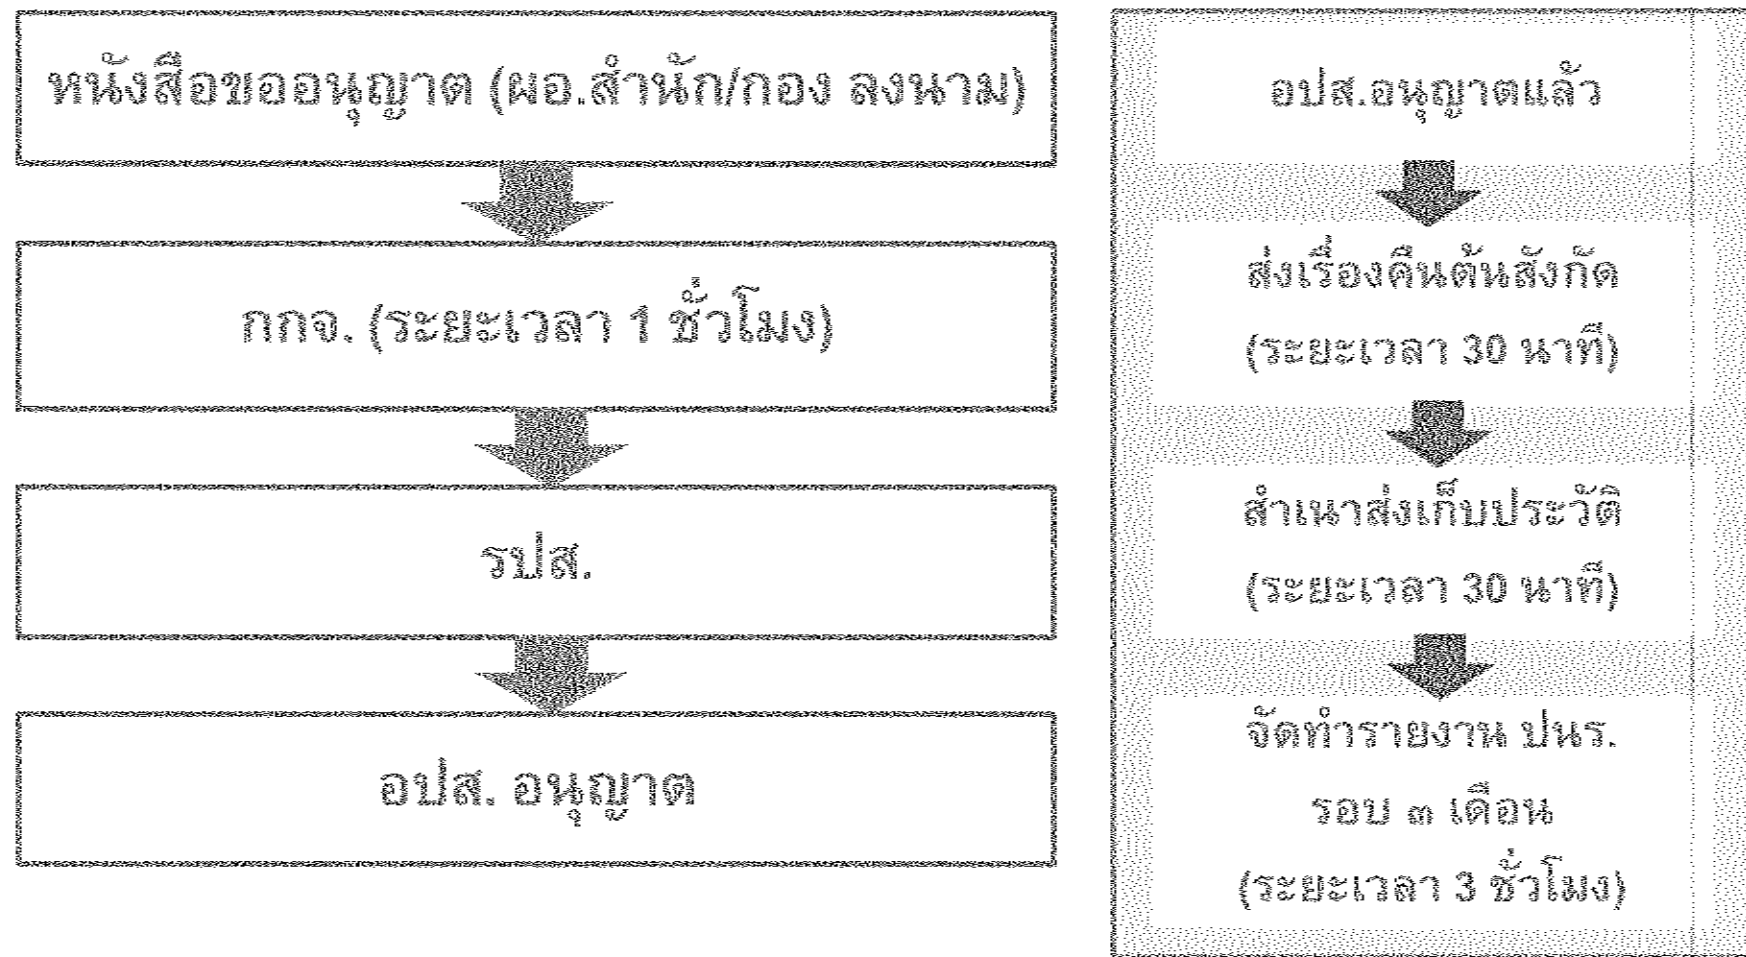 หนังสือขออนุญาต (ผอ.สำนัก/กอง ลงนาม)
กกจ. (ระยะเวลา 1 ชั่วโมง)
รปส.
อปส. อนุญาต
อปส.อนุญาตแล้ว
ส่งเรื่องคืนต้นสังกัด
(ระยะเวลา 30 นาที)
สำเนาส่งเก็บประวัติ
(ระยะเวลา 30 นาที)
จัดทำรายงาน ปนร.
รอบ ๓ เดือน
(ระยะเวลา 3 ชั่วโมง)